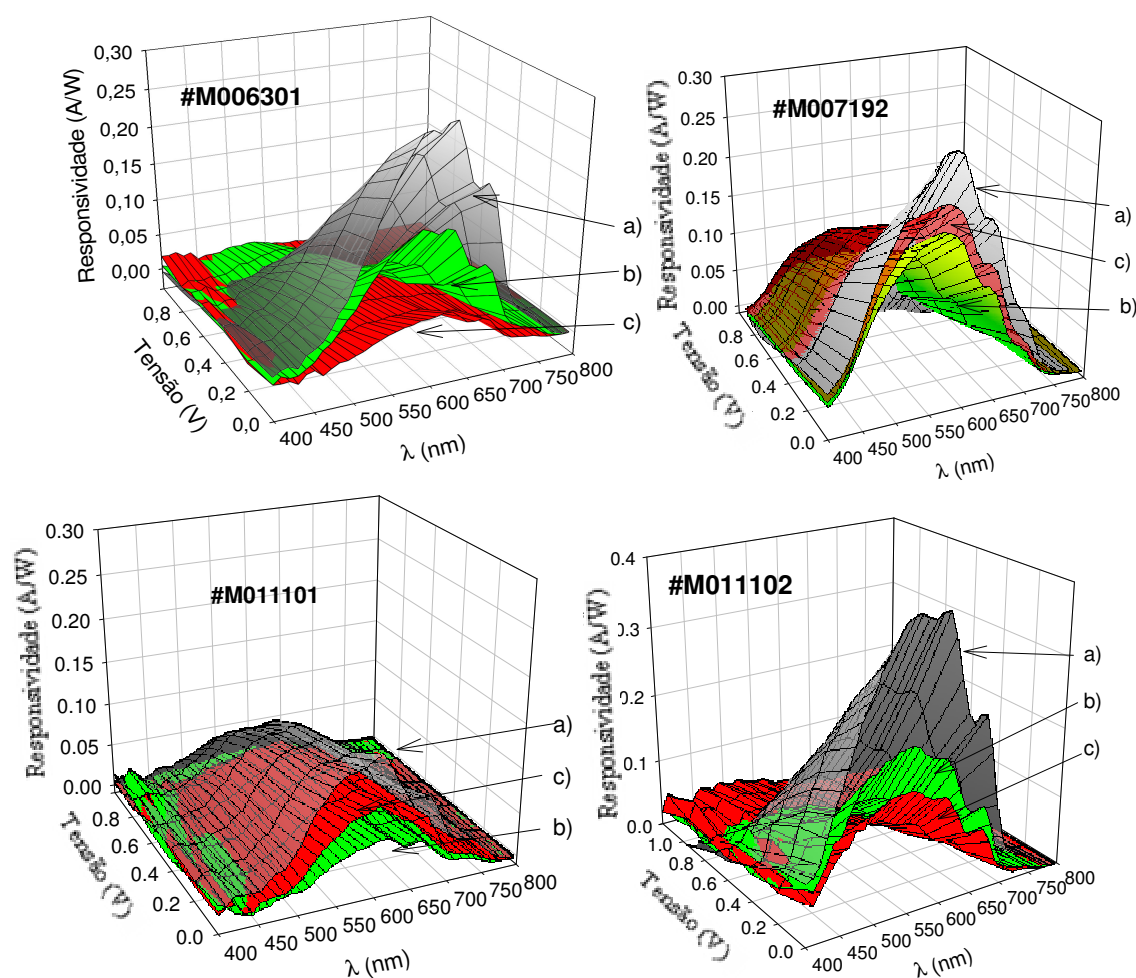 #M006301
Responsividade (A/W)
0,30
0,25
0,20
0,15
0,10
0,05
0,00
0,8
0,6
0,4
0,2
0,0
Tensão (V)
400 450 500 550 600 650 700 750 800
λ (nm)
a)
b)
c)
#M007192
Responsividade (A/W)
0.30
0.25
0.20
0.15
0.10
0.05
0.00
0.8
0.6
0.4
0.2
0.0
Tensão (V)
400 450 500 550 600 650 700 750 800
λ (nm)
a)
c)
b)
#M011101
Responsividade (A/W)
0.30
0.25
0.20
0.15
0.10
0.05
0.00
0.8
0.6
0.4
0.2
0.0
Tensão (V)
400 450 500 550 600 650 700 750 800
λ (nm)
a)
c)
b)
#M011102
Responsividade (A/W)
0.4
0.3
0.2
0.1
0.0
1.0
0.8
0.6
0.4
0.2
0.0
Tensão (V)
400 450 500 550 600 650 700 750 800
λ (nm)
a)
b)
c)